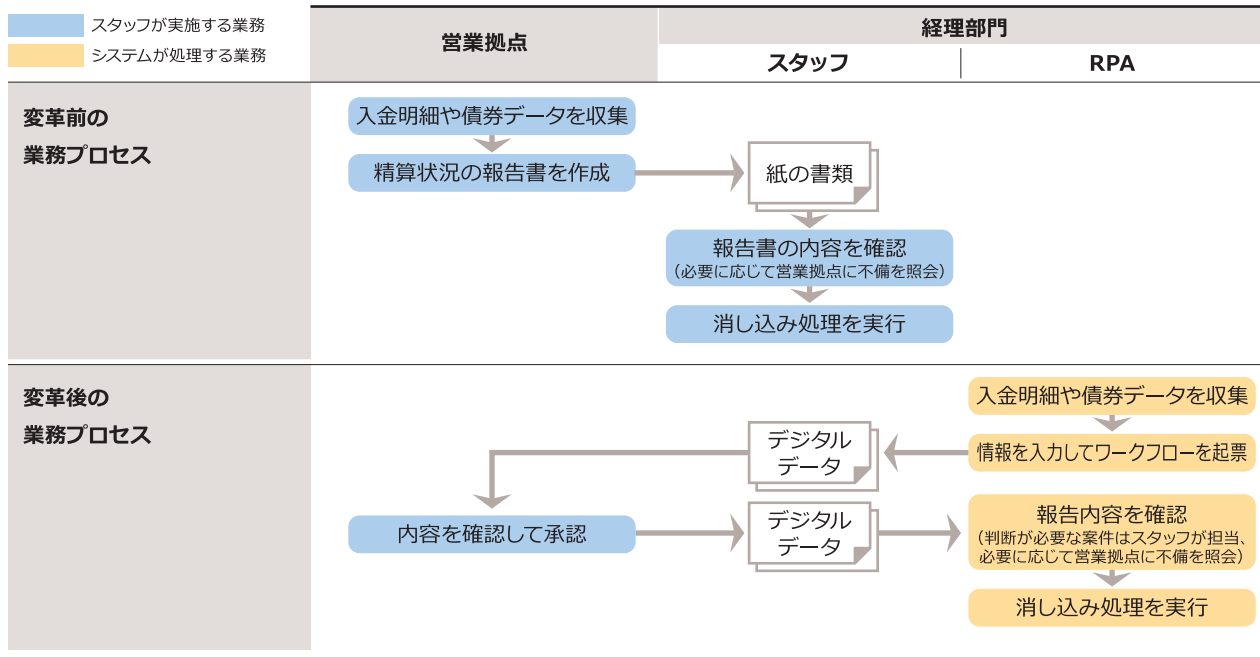 スタッフが実施する業務
システムが処理する業務
営業拠点
経理部門
スタッフ
RPA
変革前の
業務プロセス
入金明細や債券データを収集
精算状況の報告書を作成
紙の書類
報告書の内容を確認
（必要に応じて営業拠点に不備を照会）
消し込み処理を実行
変革後の
業務プロセス
入金明細や債券データを収集
情報を入力してワークフローを起票
デジタル
データ
内容を確認して承認
デジタル
データ
報告内容を確認
（判断が必要な案件はスタッフが担当、
必要に応じて営業拠点に不備を照会）
消し込み処理を実行